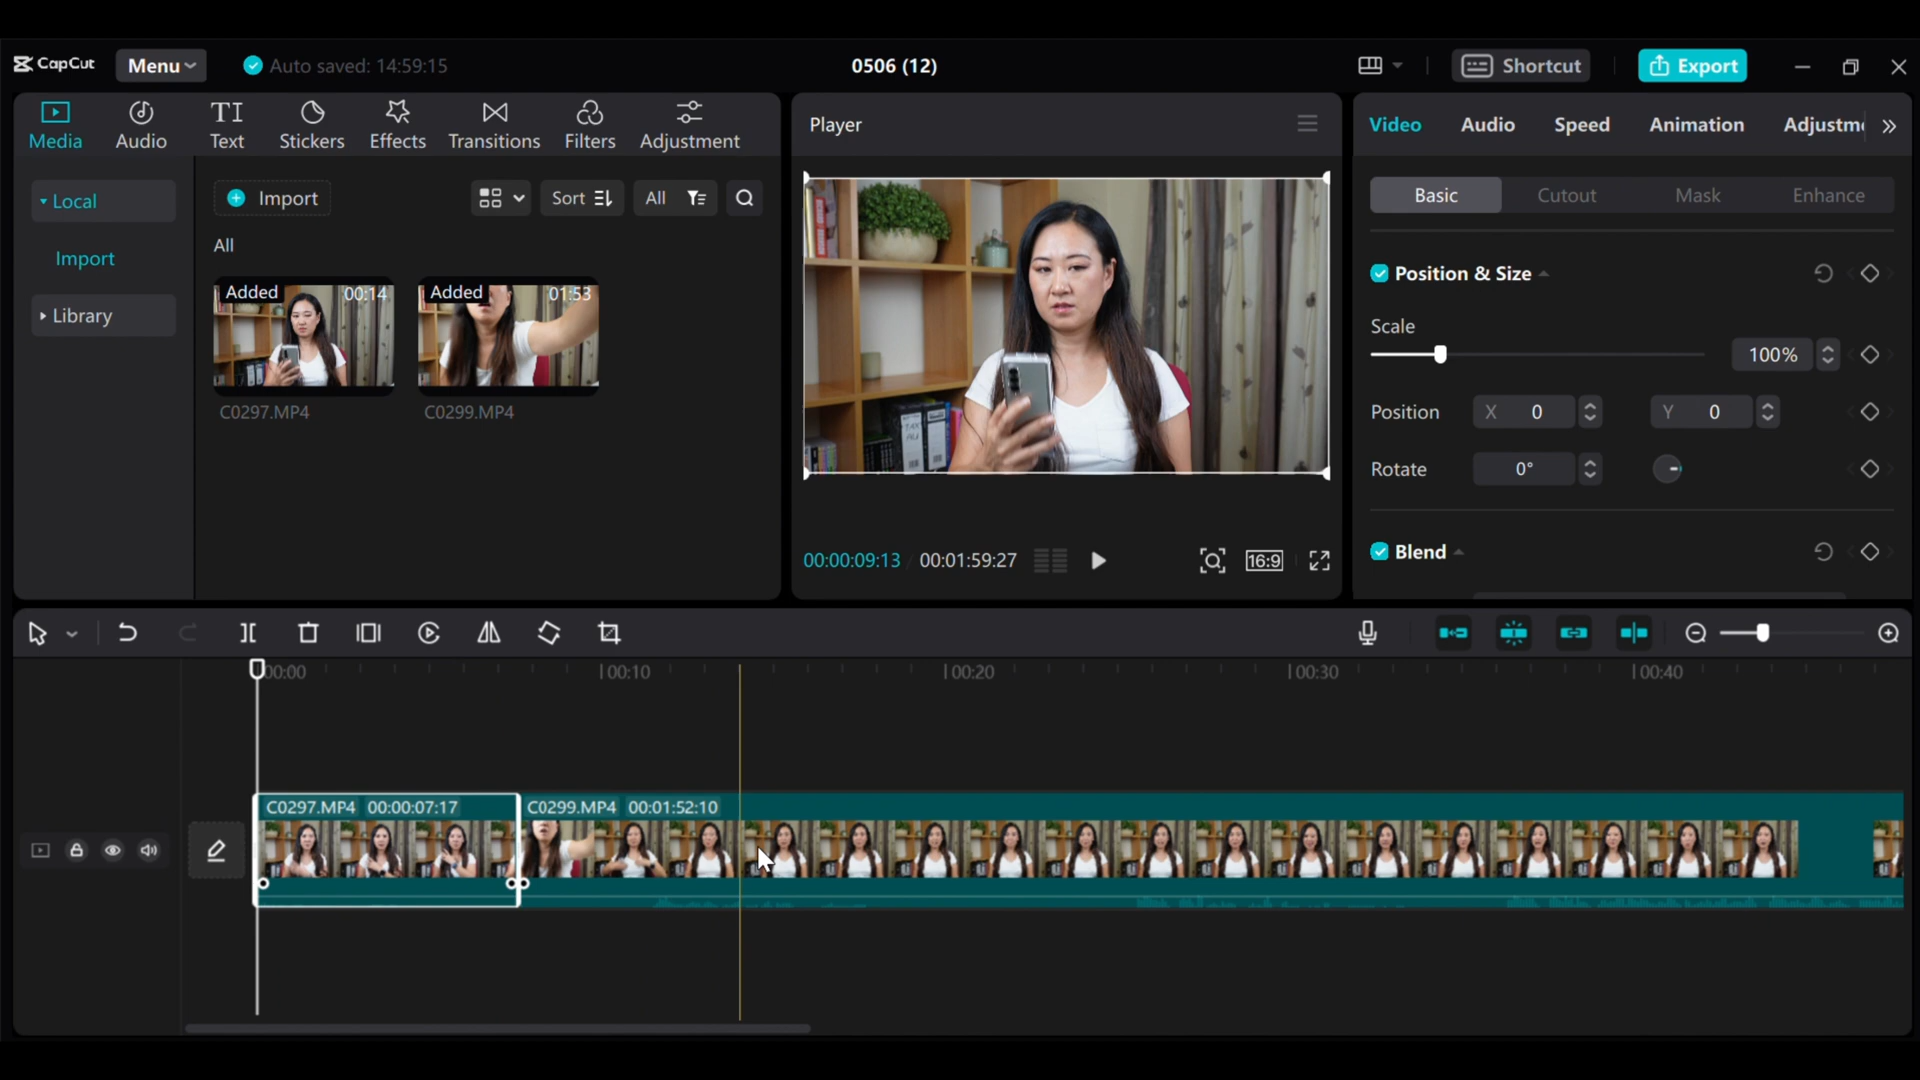 CapCut
Menu
Auto saved: 14:59:15
0506 (12)
Shortcut
Export
Media
Audio
TI
Text
Stickers
Effects
Transitions
Filters
Adjustment
Local
Import
Library
Import
Sort
All
All
Added
00:14
C0297.MP4
Added
01:53
C0299.MP4
Player
00:00:09:13
00:01:59:27
16:9
Video
Audio
Speed
Animation
Adjustm
Basic
Cutout
Mask
Enhance
Position & Size
Scale
100%
Position
X 0
Y 0
Rotate
0°
Blend
00:00
00:10
00:20
00:30
00:40
C0297.MP4 00:00:07:17
C0299.MP4 00:01:52:10